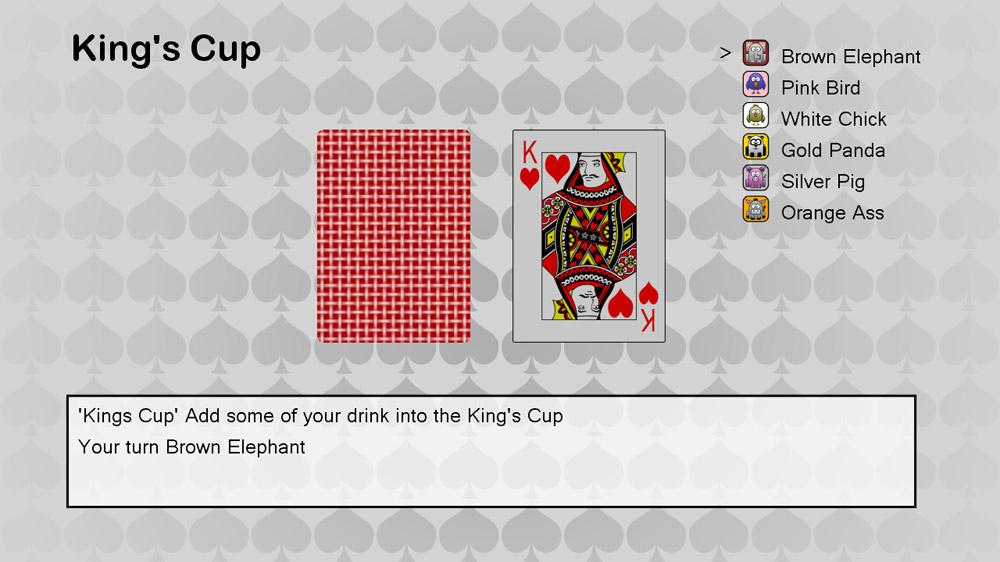 King's Cup
> Brown Elephant
Pink Bird
White Chick
Gold Panda
Silver Pig
Orange Ass
K
K
'Kings Cup' Add some of your drink into the King's Cup
Your turn Brown Elephant